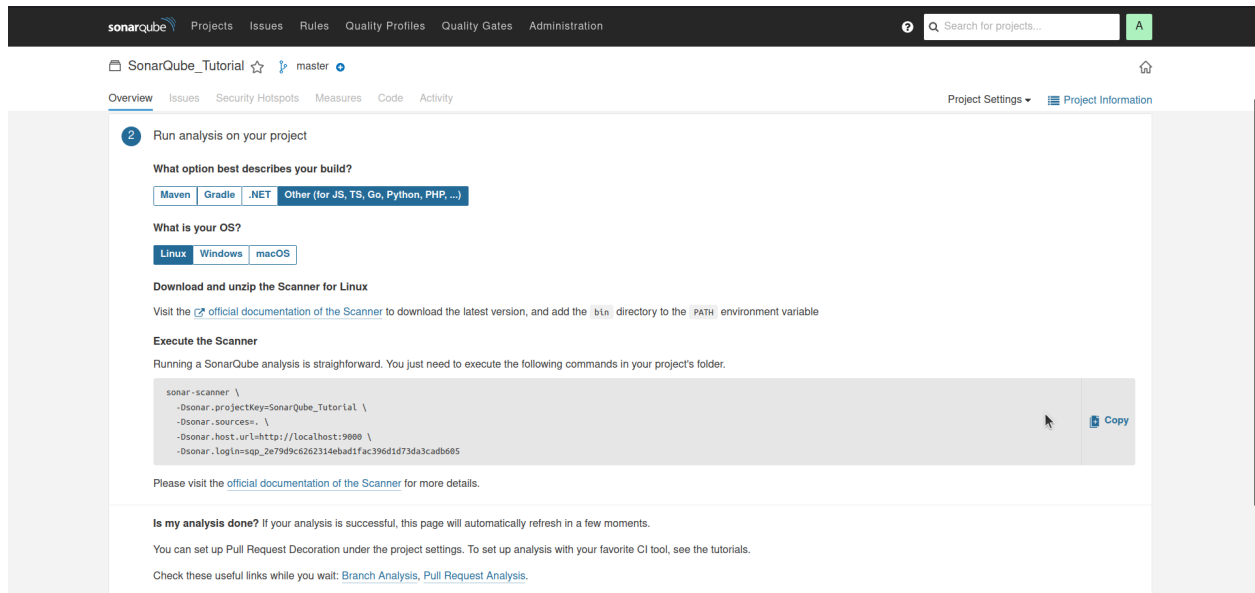 sonarqube Projects Issues Rules Quality Profiles Quality Gates Administration ? Search for projects... A
SonarQube_Tutorial master
Overview Issues Security Hotspots Measures Code Activity Project Settings Project Information
2 Run analysis on your project
What option best describes your build?
Maven Gradle .NET Other (for JS, TS, Go, Python, PHP, ...)
What is your OS?
Linux Windows macOS
Download and unzip the Scanner for Linux
Visit the official documentation of the Scanner to download the latest version, and add the bin directory to the PATH environment variable
Execute the Scanner
Running a SonarQube analysis is straighforward. You just need to execute the following commands in your project's folder.
sonar-scanner \
-Dsonar.projectKey=SonarQube_Tutorial \
-Dsonar.sources=. \
-Dsonar.host.url=http://localhost:9000 \
-Dsonar.login=sqp_2e79d9c6262314ebad1fac396d1d73da3cadb605
Copy
Please visit the official documentation of the Scanner for more details.
Is my analysis done? If your analysis is successful, this page will automatically refresh in a few moments.
You can set up Pull Request Decoration under the project settings. To set up analysis with your favorite CI tool, see the tutorials.
Check these useful links while you wait: Branch Analysis, Pull Request Analysis.